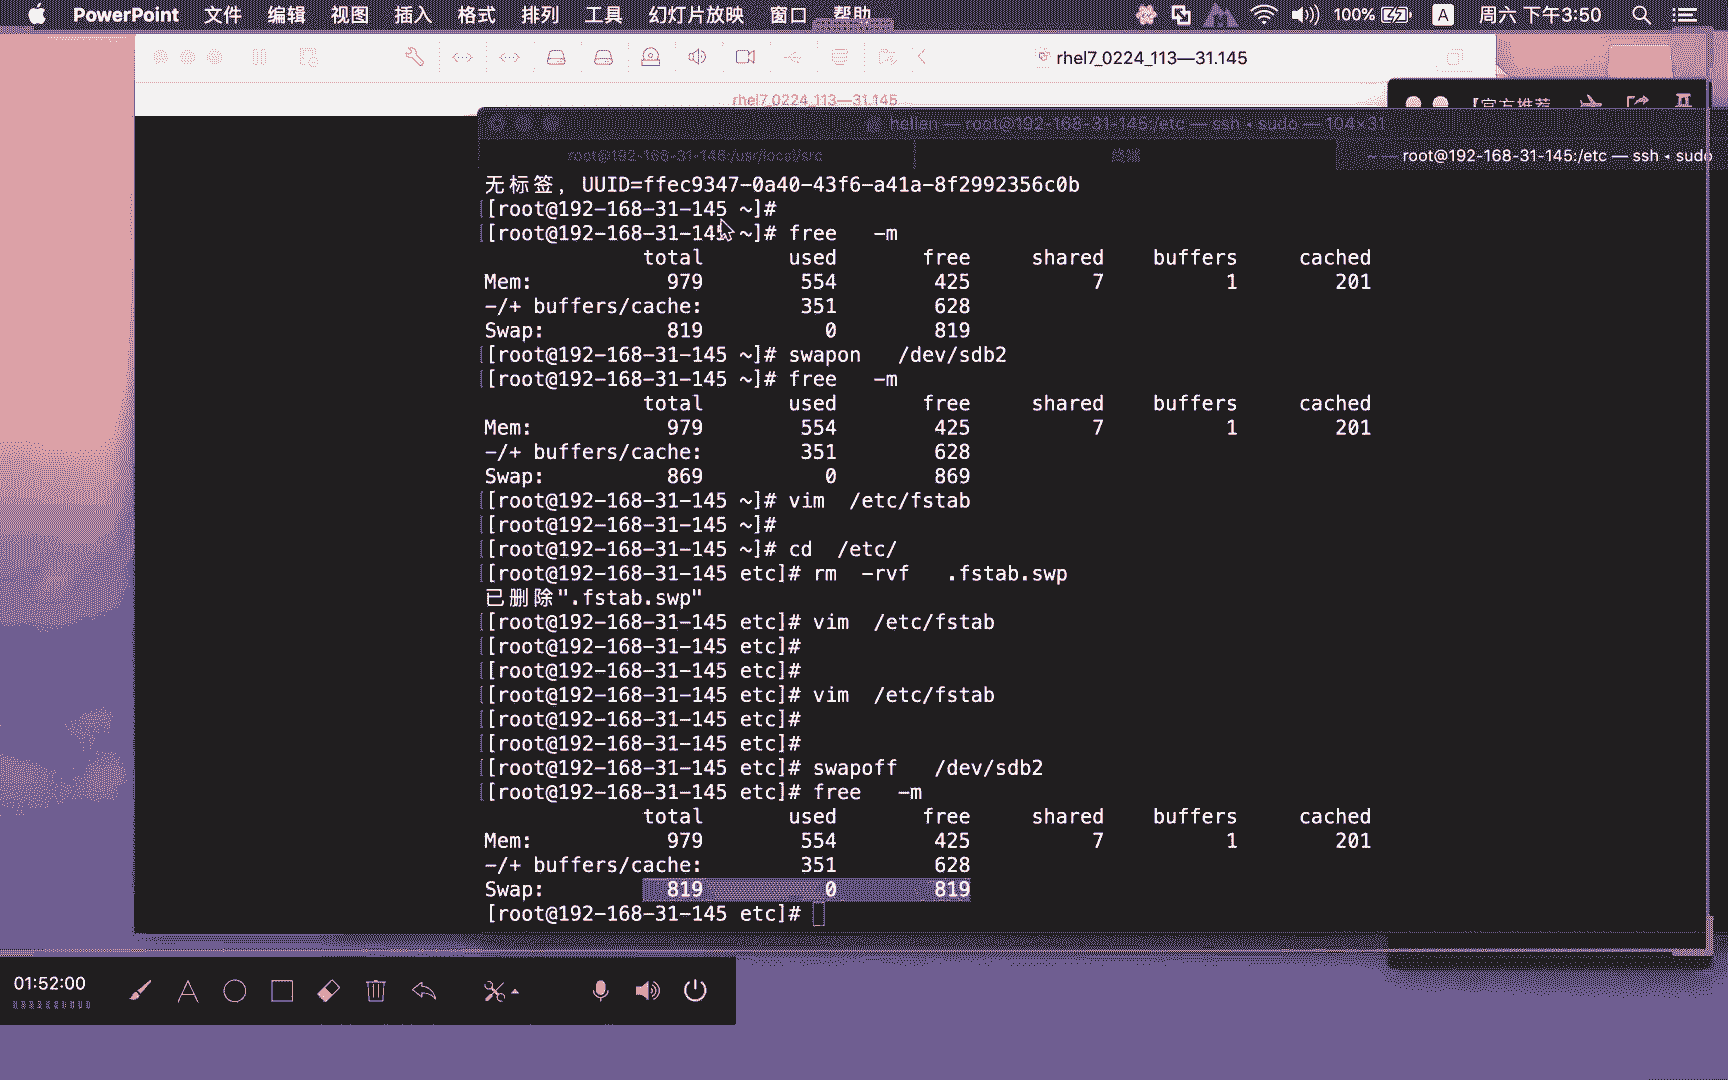 PowerPoint 文件 编辑 视图 插入 格式 排列 工具 幻灯片放映 窗口 帮助 100% A 周六 下午3:50
rhel7_0224_113—31.145
rhel7_0224_113—31.145
【官方推荐
hellen — root@192-168-31-145:/etc — ssh ◂ sudo — 104×31
root@192-168-31-146:/usr/local/src 终端 root@192-168-31-145:/etc — ssh ◂ sudo
无标签, UUID=ffec9347-0a40-43f6-a41a-8f2992356c0b
[root@192-168-31-145 ~]#
[root@192-168-31-145 ~]# free -m
total used free shared buffers cached
Mem: 979 554 425 7 1 201
-/+ buffers/cache: 351 628
Swap: 819 0 819
[root@192-168-31-145 ~]# swapon /dev/sdb2
[root@192-168-31-145 ~]# free -m
total used free shared buffers cached
Mem: 979 554 425 7 1 201
-/+ buffers/cache: 351 628
Swap: 869 0 869
[root@192-168-31-145 ~]# vim /etc/fstab
[root@192-168-31-145 ~]#
[root@192-168-31-145 ~]# cd /etc/
[root@192-168-31-145 etc]# rm -rvf .fstab.swp
已删除".fstab.swp"
[root@192-168-31-145 etc]# vim /etc/fstab
[root@192-168-31-145 etc]#
[root@192-168-31-145 etc]#
[root@192-168-31-145 etc]# vim /etc/fstab
[root@192-168-31-145 etc]#
[root@192-168-31-145 etc]#
[root@192-168-31-145 etc]# swapoff /dev/sdb2
[root@192-168-31-145 etc]# free -m
total used free shared buffers cached
Mem: 979 554 425 7 1 201
-/+ buffers/cache: 351 628
Swap: 819 0 819
[root@192-168-31-145 etc]#
01:52:00